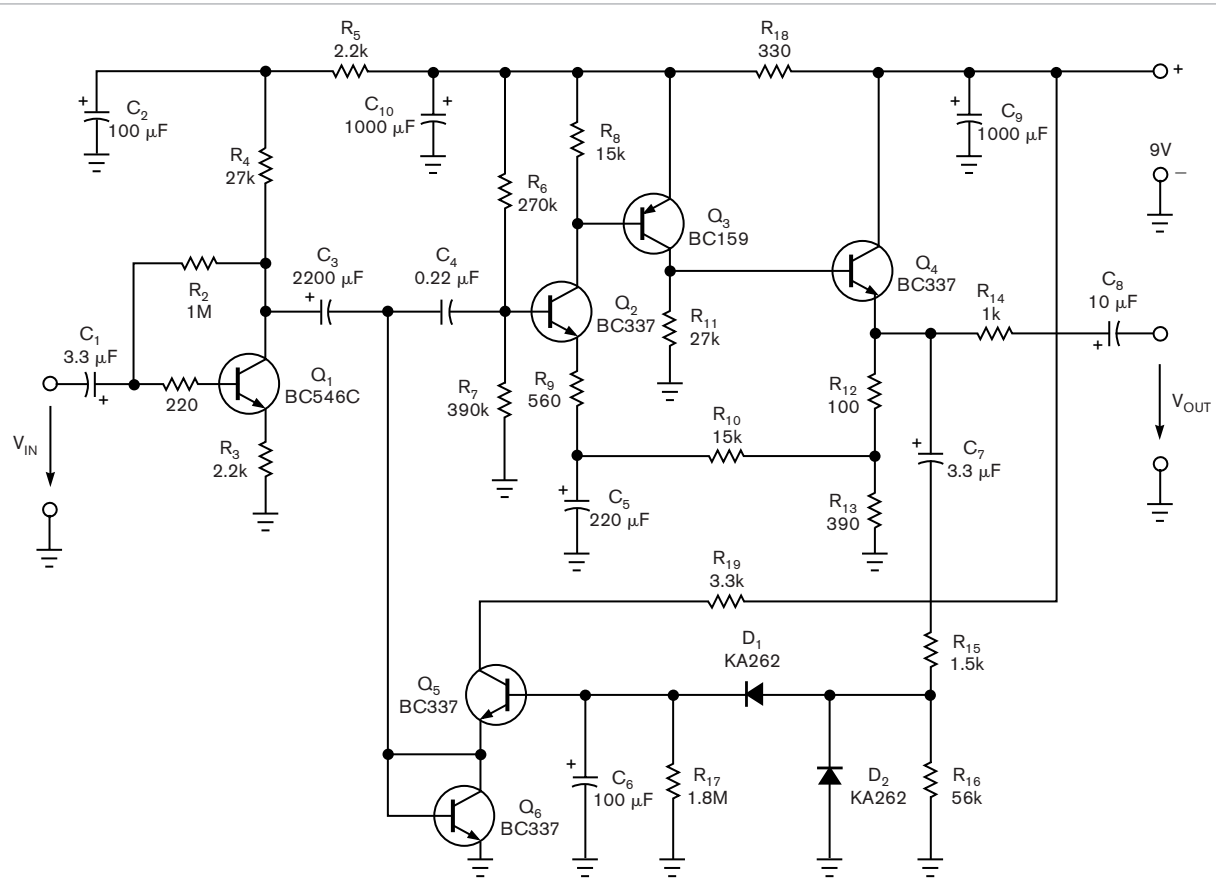 R5
2.2k
R18
330
+
+
C2
100 µF
C10
+
1000 µF
+
C9
1000 µF
R4
27k
R8
15k
R6
270k
9V
−
Q3
BC159
R2
1M
C3
2200 µF
+
C4
0.22 µF
Q2
BC337
Q4
BC337
R14
1k
C8
10 µF
+
C1
3.3 µF
+
220
Q1
BC546C
R11
27k
R7
390k
R9
560
R12
100
VIN
VOUT
R3
2.2k
R10
15k
+
C7
3.3 µF
+
C5
220 µF
R13
390
R19
3.3k
D1
KA262
R15
1.5k
Q5
BC337
+
C6
100 µF
R17
1.8M
D2
KA262
R16
56k
Q6
BC337